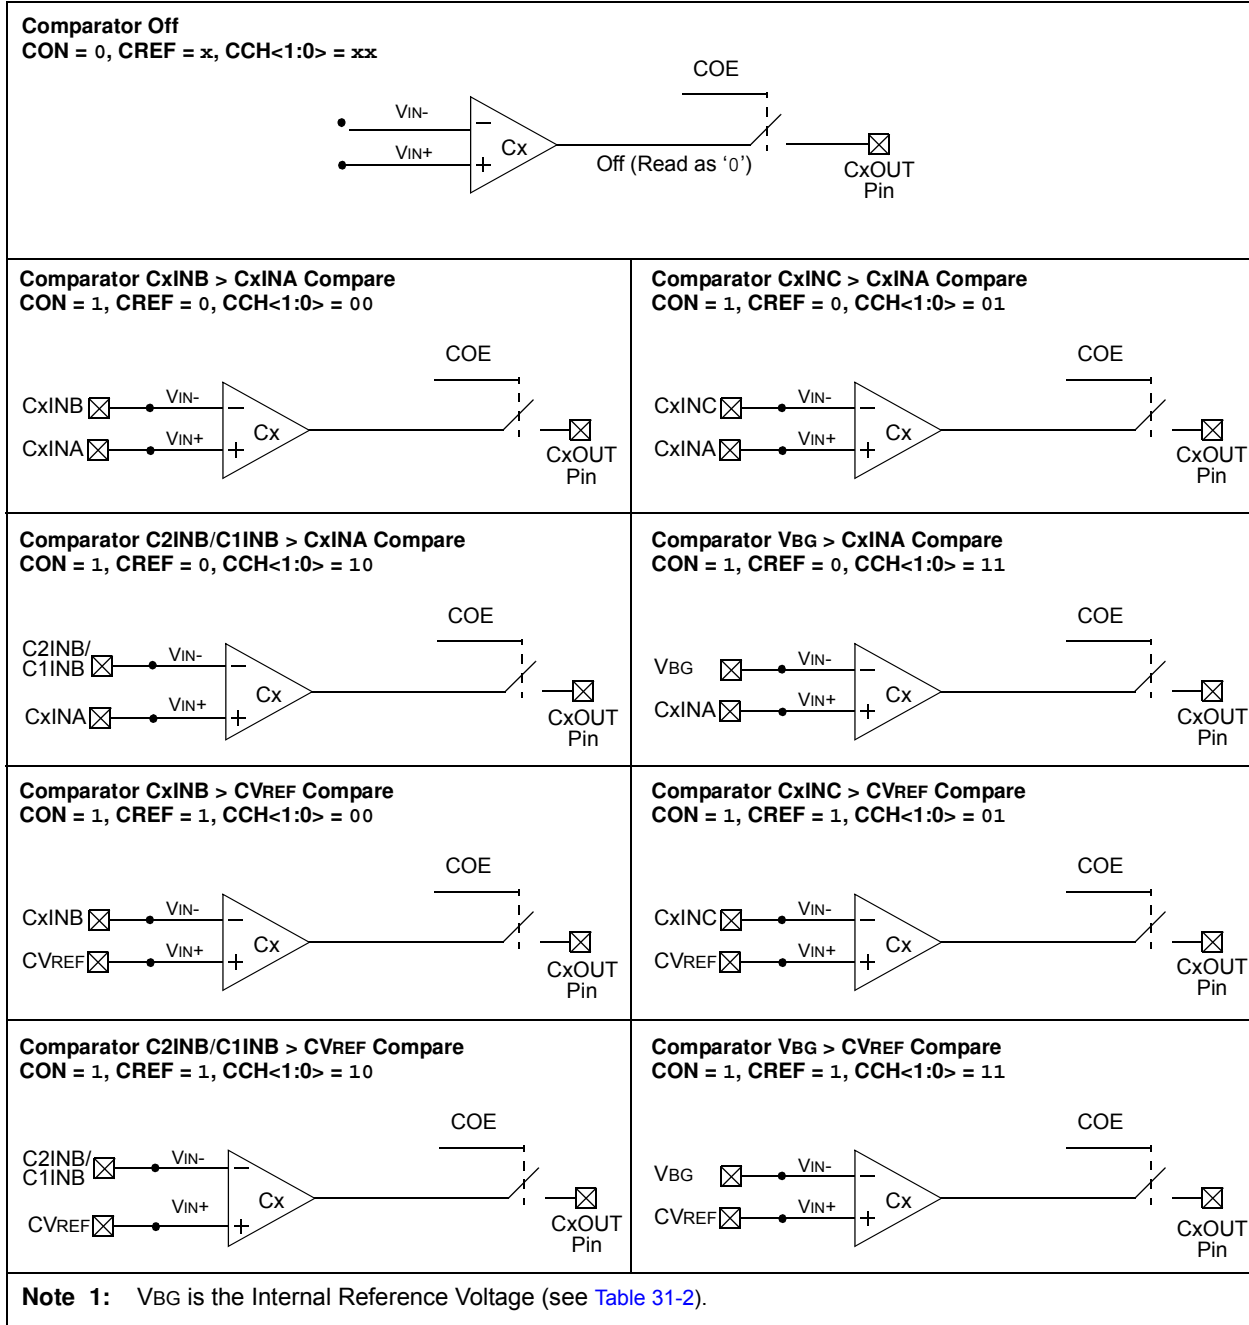 Comparator Off
CON = 0, CREF = x, CCH<1:0> = xx
COE
VIN-
VIN+
Cx
Off (Read as ‘0’)
CxOUT
Pin
Comparator CxINB > CxINA Compare
CON = 1, CREF = 0, CCH<1:0> = 00
COE
CxINB
VIN-
CxINA
VIN+
Cx
CxOUT
Pin
Comparator CxINC > CxINA Compare
CON = 1, CREF = 0, CCH<1:0> = 01
COE
CxINC
VIN-
CxINA
VIN+
Cx
CxOUT
Pin
Comparator C2INB/C1INB > CxINA Compare
CON = 1, CREF = 0, CCH<1:0> = 10
COE
C2INB/
C1INB
VIN-
CxINA
VIN+
Cx
CxOUT
Pin
Comparator VBG > CxINA Compare
CON = 1, CREF = 0, CCH<1:0> = 11
COE
VBG
VIN-
CxINA
VIN+
Cx
CxOUT
Pin
Comparator CxINB > CVREF Compare
CON = 1, CREF = 1, CCH<1:0> = 00
COE
CxINB
VIN-
CVREF
VIN+
Cx
CxOUT
Pin
Comparator CxINC > CVREF Compare
CON = 1, CREF = 1, CCH<1:0> = 01
COE
CxINC
VIN-
CVREF
VIN+
Cx
CxOUT
Pin
Comparator C2INB/C1INB > CVREF Compare
CON = 1, CREF = 1, CCH<1:0> = 10
COE
C2INB/
C1INB
VIN-
CVREF
VIN+
Cx
CxOUT
Pin
Comparator VBG > CVREF Compare
CON = 1, CREF = 1, CCH<1:0> = 11
COE
VBG
VIN-
CVREF
VIN+
Cx
CxOUT
Pin
Note 1: VBG is the Internal Reference Voltage (see Table 31-2).